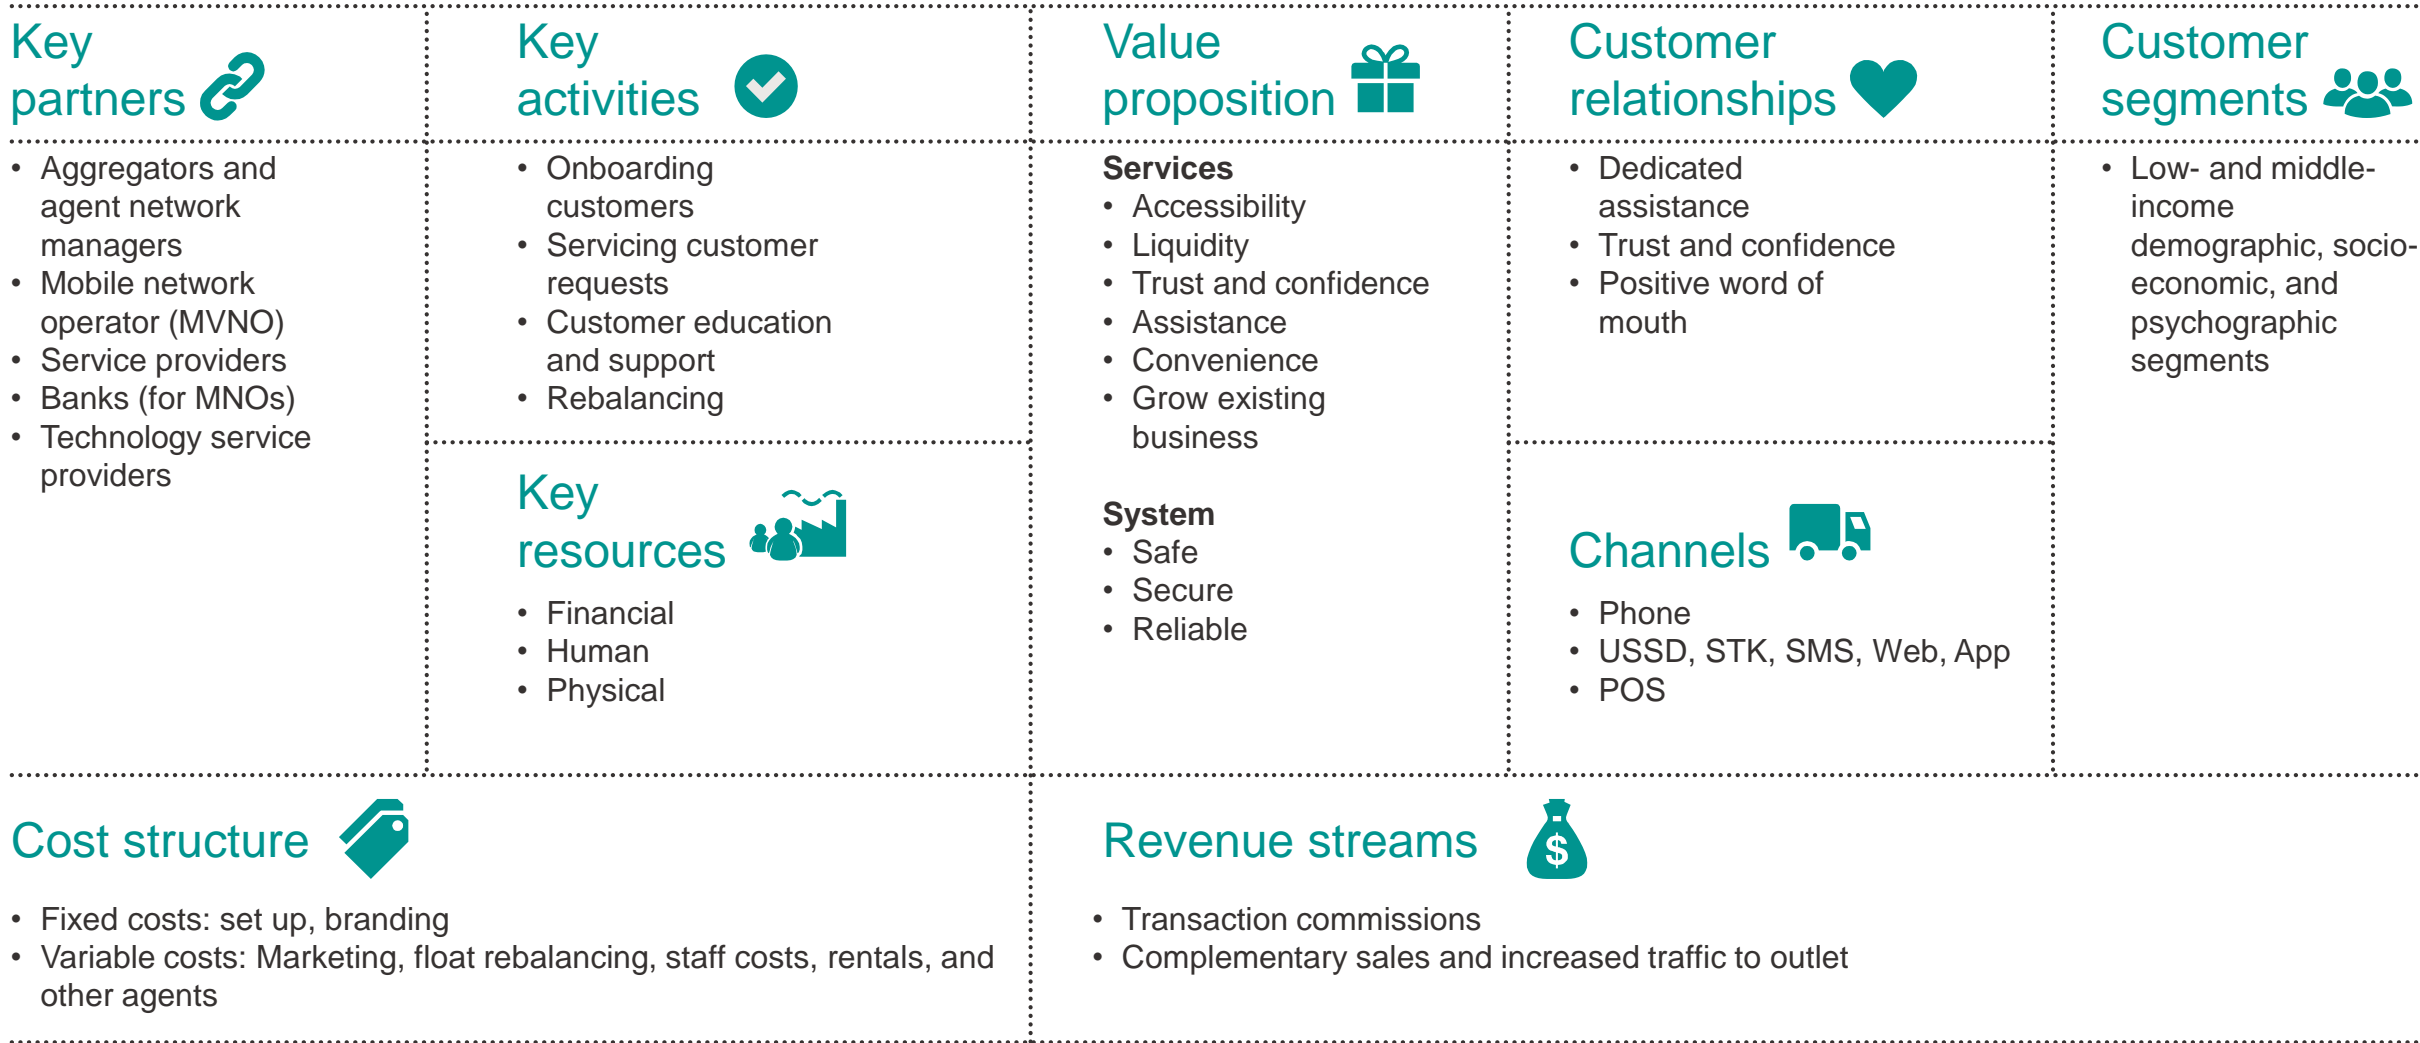 Key
partners
• Aggregators and
agent network
managers
• Mobile network
operator (MVNO)
• Service providers
• Banks (for MNOs)
• Technology service
providers
Key
activities
• Onboarding
customers
• Servicing customer
requests
• Customer education
and support
• Rebalancing
Key
resources
• Financial
• Human
• Physical
Value
proposition
Services
• Accessibility
• Liquidity
• Trust and confidence
• Assistance
• Convenience
• Grow existing
business
System
• Safe
• Secure
• Reliable
Customer
relationships
• Dedicated
assistance
• Trust and confidence
• Positive word of
mouth
Channels
• Phone
• USSD, STK, SMS, Web, App
• POS
Customer
segments
• Low- and middle-
income
demographic, socio-
economic, and
psychographic
segments
Cost structure
• Fixed costs: set up, branding
• Variable costs: Marketing, float rebalancing, staff costs, rentals, and
other agents
Revenue streams
$
• Transaction commissions
• Complementary sales and increased traffic to outlet